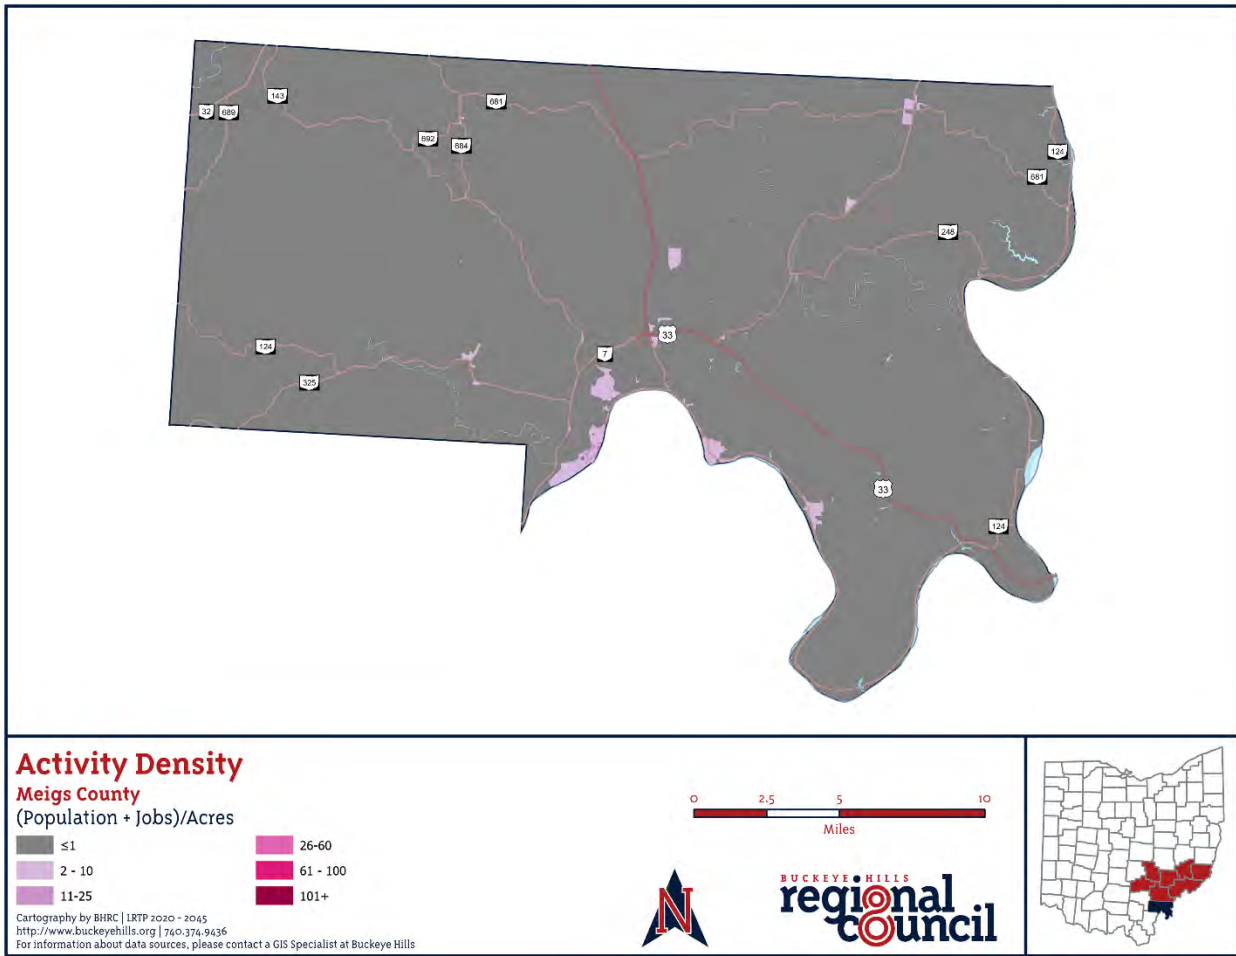 143
32
689
681
692
684
124
681
248
33
7
124
325
33
124
Activity Density
Meigs County
(Population + Jobs)/Acres
≤1
2 - 10
11-25
26-60
61 - 100
101+
Cartography by BHRC | LRTP 2020 - 2045
http://www.buckeyehills.org | 740.374.9436
For information about data sources, please contact a GIS Specialist at Buckeye Hills
0 2.5 5 10
Miles
N
BUCKEYE HILLS
regional
council